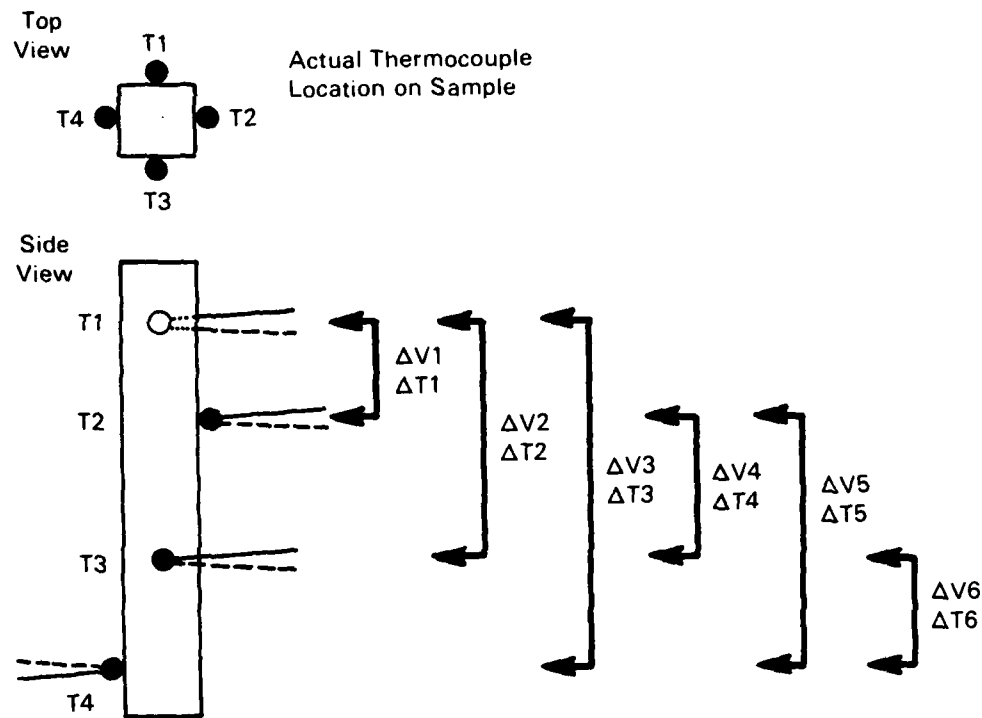 Top
View
T1
Actual Thermocouple
Location on Sample
T4
T2
T3
Side
View
T1
ΔV1
ΔT1
T2
ΔV2
ΔT2
ΔV3
ΔT3
ΔV4
ΔT4
ΔV5
ΔT5
T3
ΔV6
ΔT6
T4